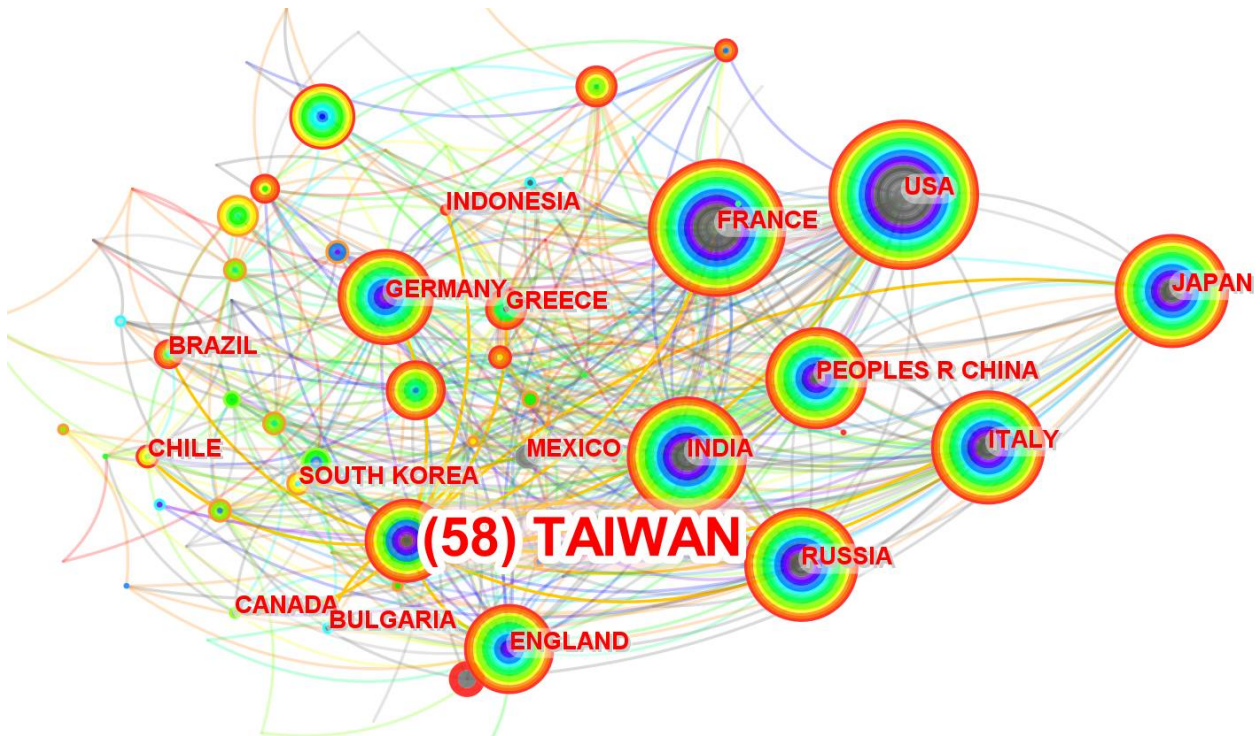 USA
INDONESIA
FRANCE
JAPAN
GERMANY
GREECE
BRAZIL
PEOPLES R CHINA
CHILE
MEXICO
INDIA
ITALY
SOUTH KOREA
(58) TAIWAN
RUSSIA
CANADA
BULGARIA
ENGLAND